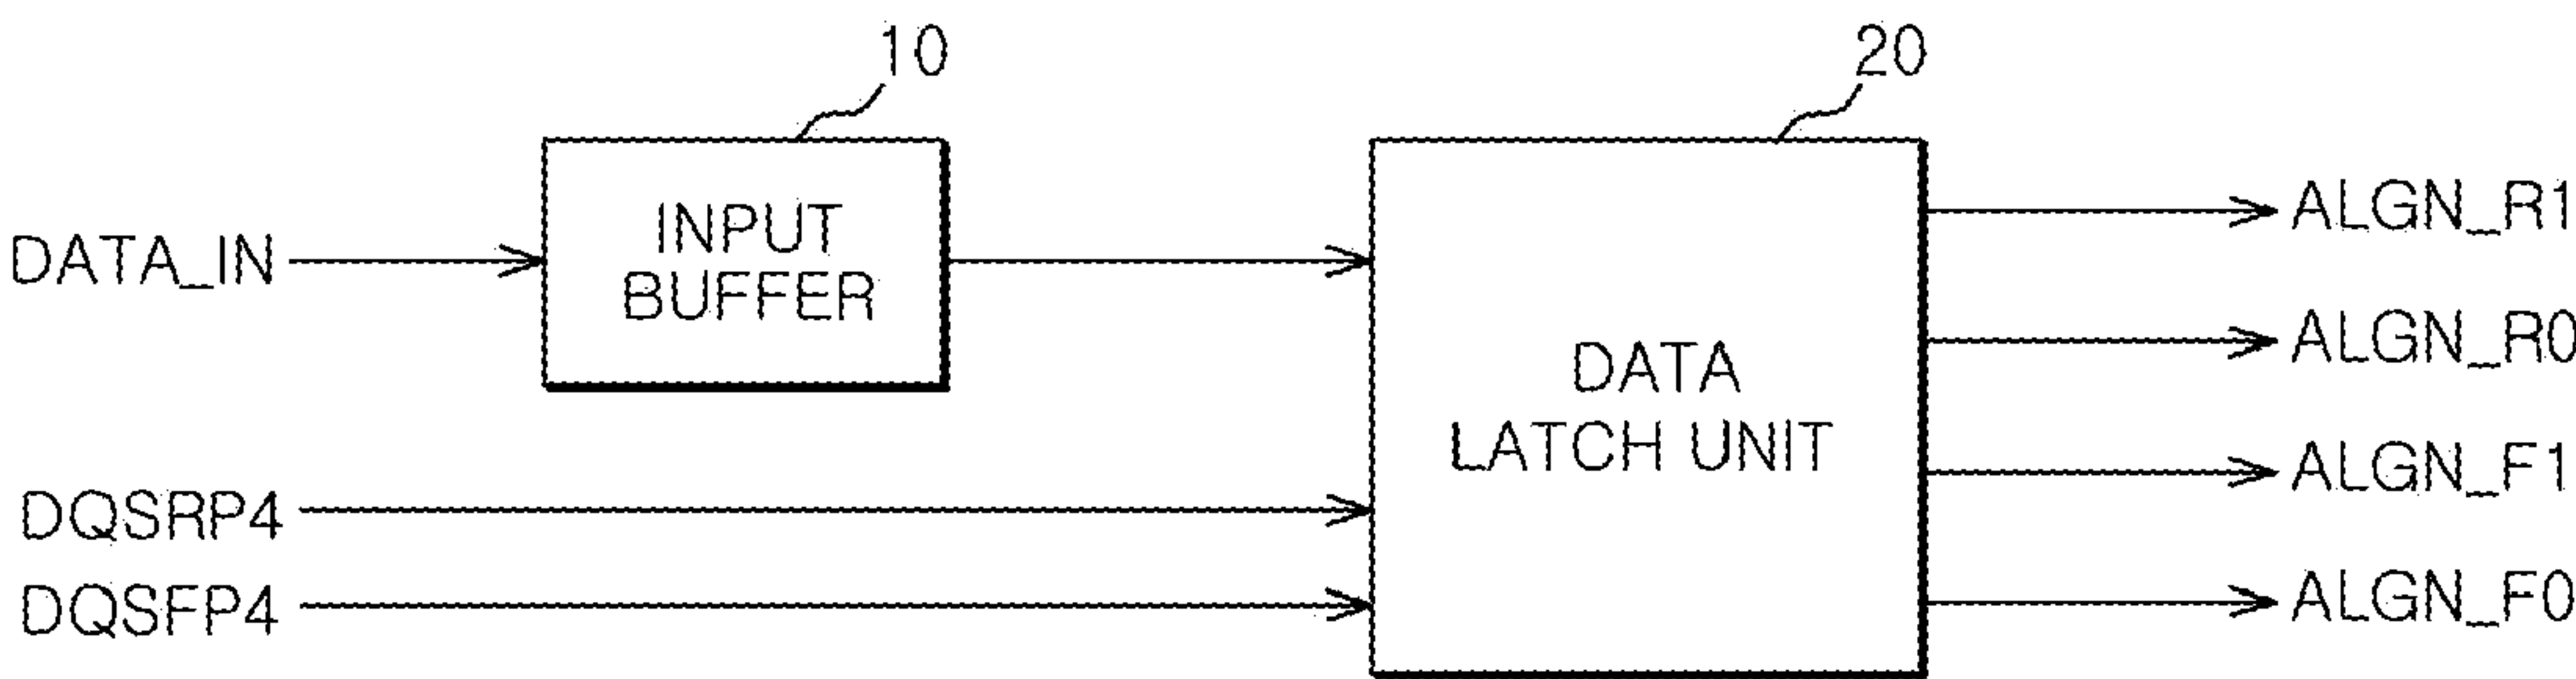 10
20
INPUT
BUFFER
DATA_IN
DATA
LATCH UNIT
DQSRP4
DQSFP4
ALGN_R1
ALGN_R0
ALGN_F1
ALGN_F0